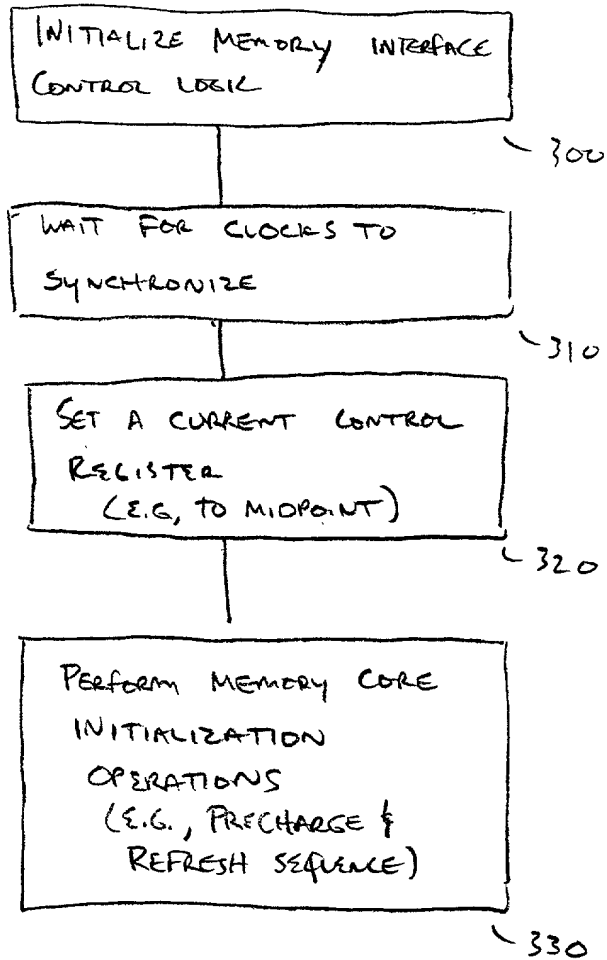 INITIALIZE MEMORY INTERFACE
CONTROL LOGIC
300
WAIT FOR CLOCKS TO
SYNCHRONIZE
310
SET A CURRENT CONTROL
REGISTER
(E.G, TO MIDPOINT)
320
PERFORM MEMORY CORE
INITIALIZATION
OPERATIONS
(E.G., PRECHARGE &
REFRESH SEQUENCE)
330